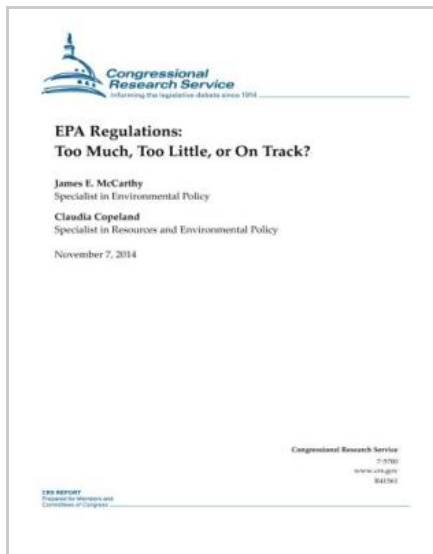 Congressional
Research Service
Informing the legislative debate since 1914
EPA Regulations:
Too Much, Too Little, or On Track?
James E. McCarthy
Specialist in Environmental Policy
Claudia Copeland
Specialist in Resources and Environmental Policy
November 7, 2014
Congressional Research Service
7-5700
www.crs.gov
R41561
CRS REPORT
Prepared for Members and
Committees of Congress